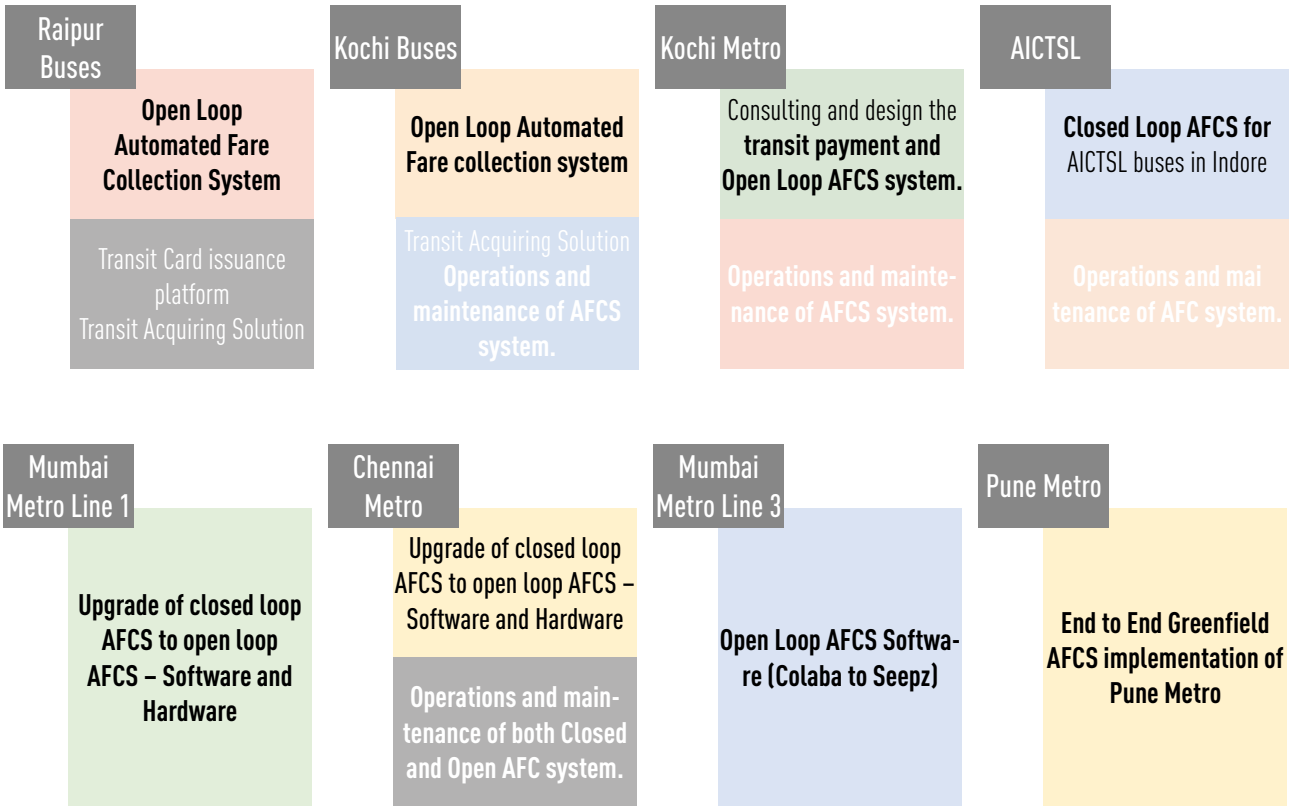 Raipur
Buses
Open Loop
Automated Fare
Collection System
Transit Card issuance
platform
Transit Acquiring Solution
Kochi Buses
Open Loop Automated
Fare collection system
Transit Acquiring Solution
Operations and
maintenance of AFCS
system.
Kochi Metro
Consulting and design the
transit payment and
Open Loop AFCS system.
Operations and mainte-
nance of AFCS system.
AICTSL
Closed Loop AFCS for
AICTSL buses in Indore
Operations and mai
tenance of AFC system.
Mumbai
Metro Line 1
Upgrade of closed loop
AFCS to open loop
AFCS – Software and
Hardware
Chennai
Metro
Upgrade of closed loop
AFCS to open loop AFCS –
Software and Hardware
Operations and main-
tenance of both Closed
and Open AFC system.
Mumbai
Metro Line 3
Open Loop AFCS Softwa-
re (Colaba to Seepz)
Pune Metro
End to End Greenfield
AFCS implementation of
Pune Metro